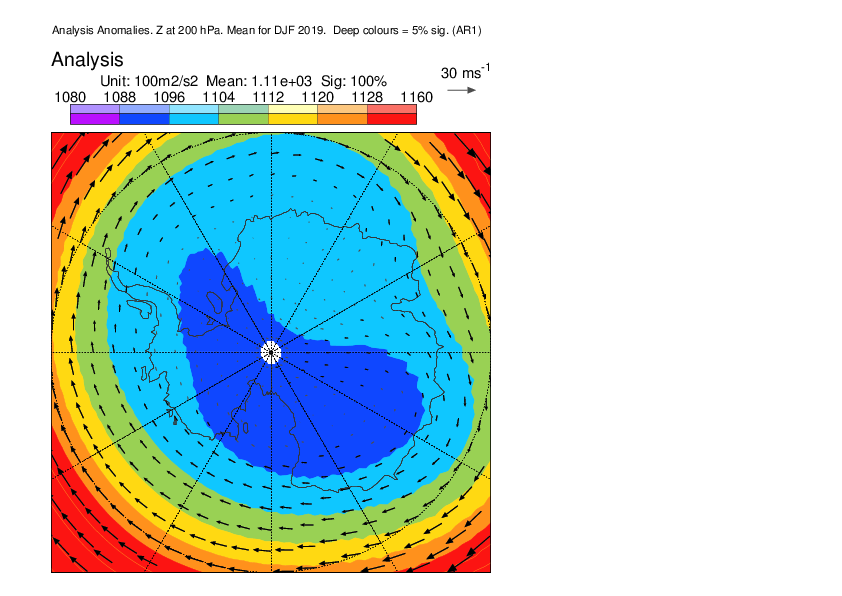 Analysis Anomalies. Z at 200 hPa. Mean for DJF 2019.  Deep colours = 5% sig. (AR1)
Analysis
30 ms⁻¹
Unit: 100m2/s2  Mean: 1.11e+03  Sig: 100%
1080 1088 1096 1104 1112 1120 1128 1160